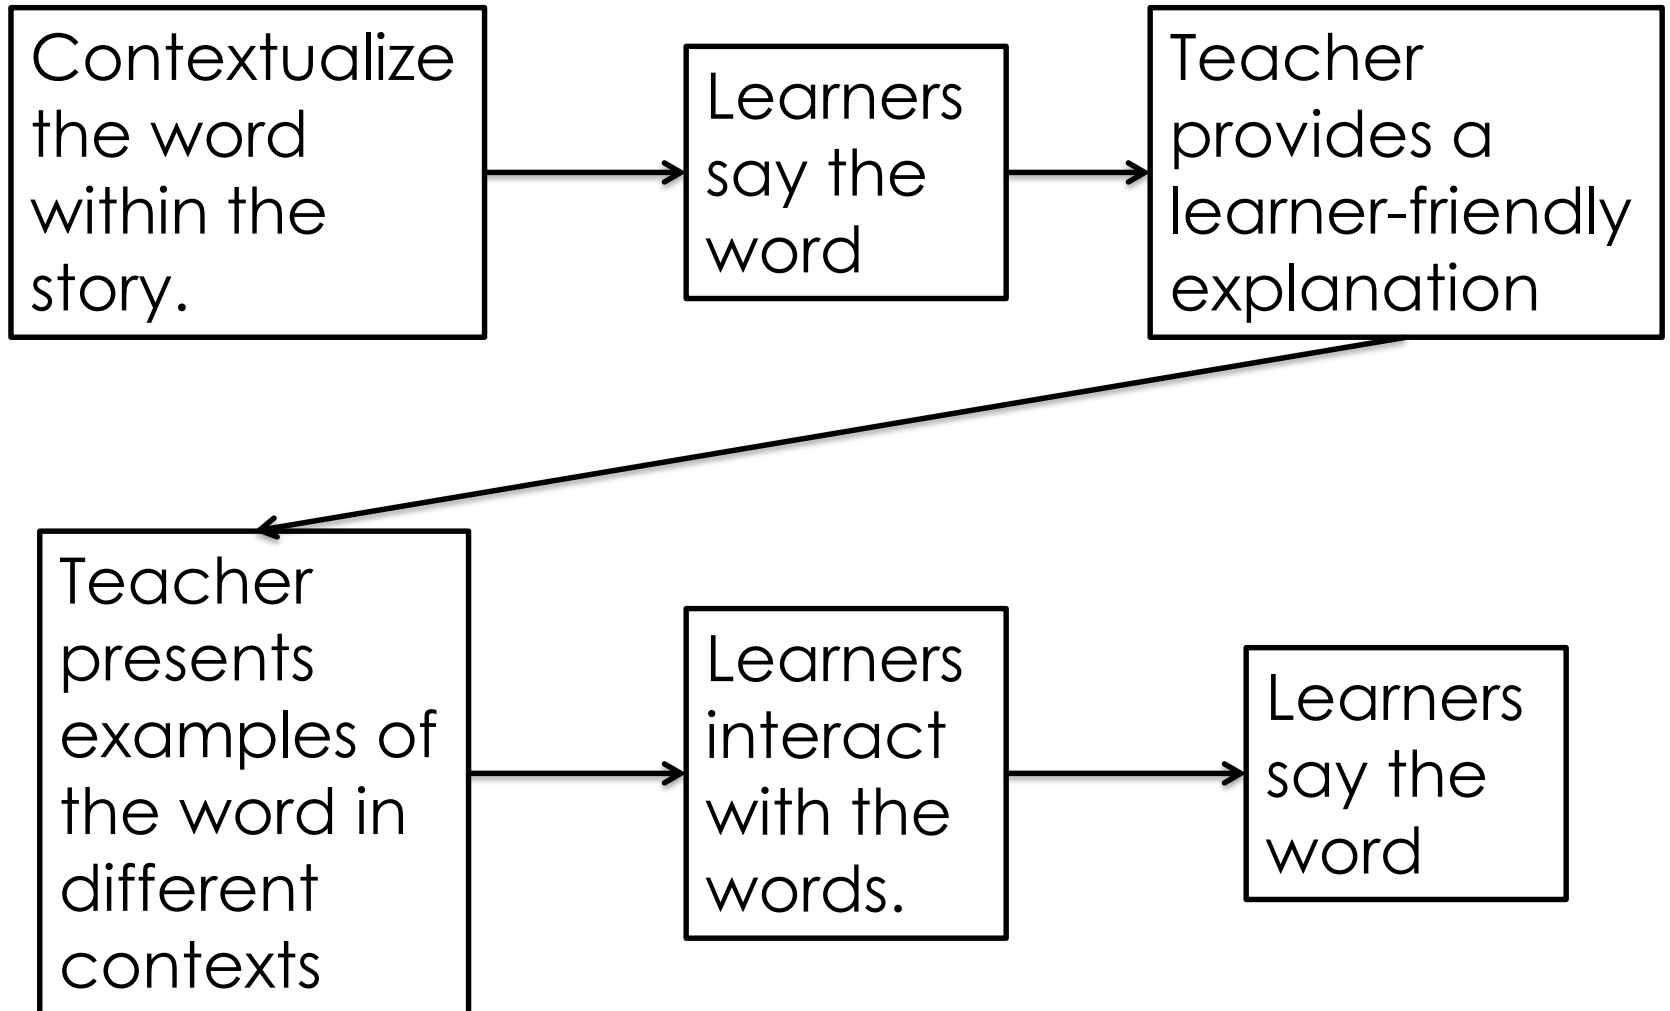 Contextualize
the word
within the
story.
Learners
say the
word
Teacher
provides a
learner-friendly
explanation
Teacher
presents
examples of
the word in
different
contexts
Learners
interact
with the
words.
Learners
say the
word